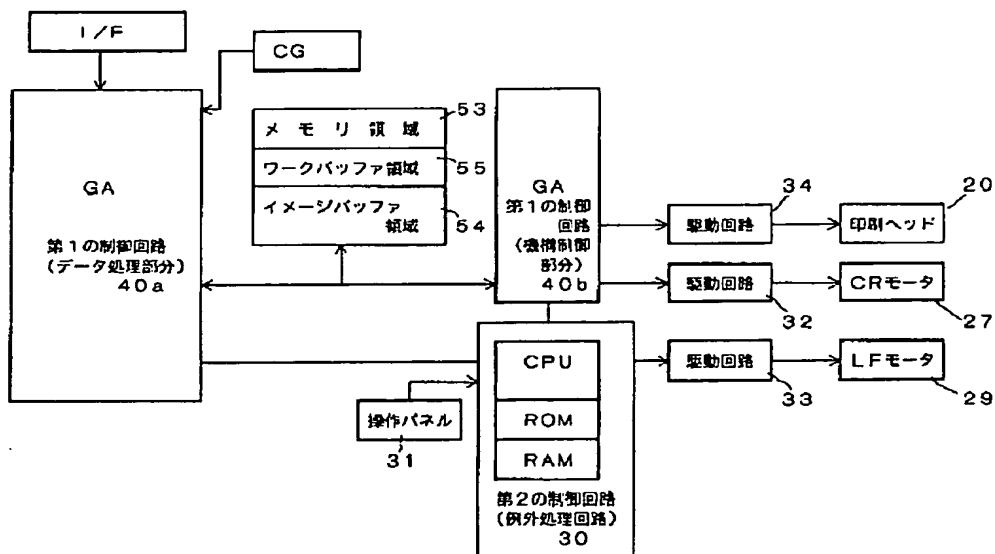 I/F
CG
GA
第1の制御回路
(データ処理部分)
40a
メモリ領域
53
ワークバッファ領域
55
イメージバッファ
領域
54
GA
第1の制御
回路
(機構制御
部分)
40b
駆動回路
34
印刷ヘッド
20
駆動回路
32
CRモータ
27
駆動回路
33
LFモータ
29
操作パネル
31
CPU
ROM
RAM
第2の制御回路
(例外処理回路)
30